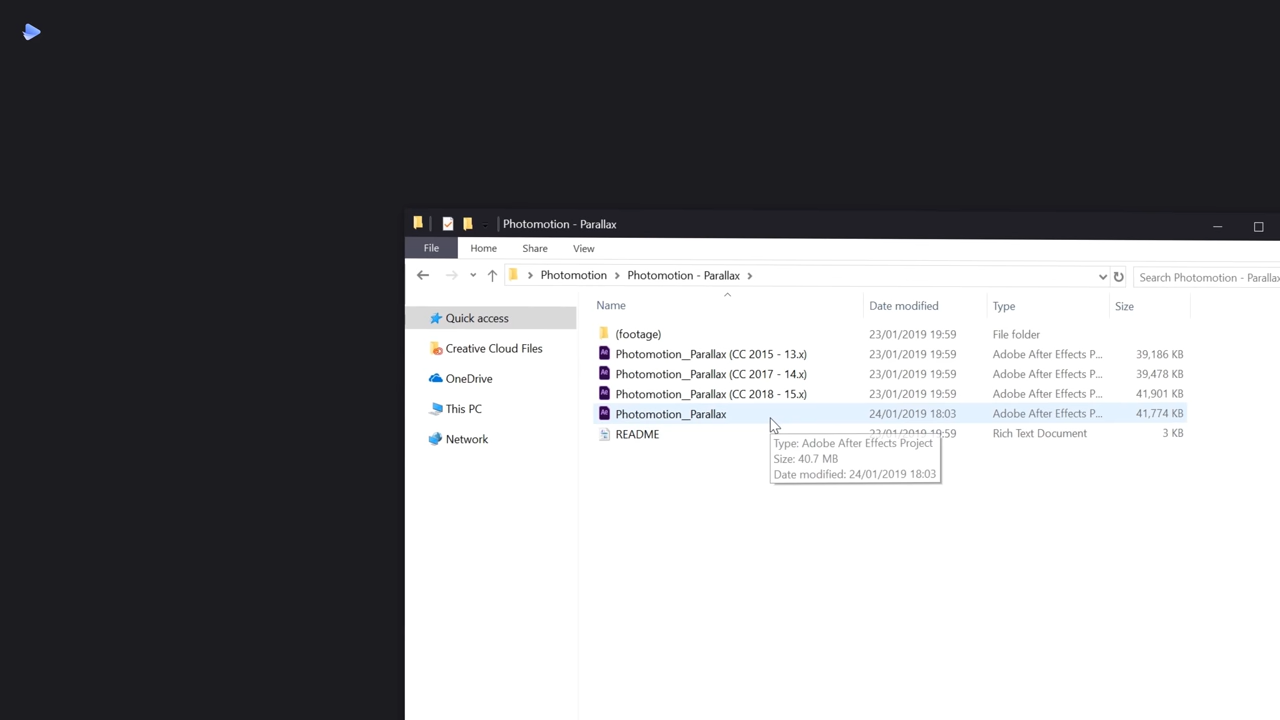 Photomotion - Parallax
File Home Share View
Photomotion Photomotion - Parallax Search Photomotion - Parallax
Name Date modified Type Size
Quick access
Creative Cloud Files
OneDrive
This PC
Network
(footage) 23/01/2019 19:59 File folder
Photomotion_Parallax (CC 2015 - 13.x) 23/01/2019 19:59 Adobe After Effects P... 39,186 KB
Photomotion_Parallax (CC 2017 - 14.x) 23/01/2019 19:59 Adobe After Effects P... 39,478 KB
Photomotion_Parallax (CC 2018 - 15.x) 23/01/2019 19:59 Adobe After Effects P... 41,901 KB
Photomotion_Parallax 24/01/2019 18:03 Adobe After Effects P... 41,774 KB
README 23/01/2019 19:59 Rich Text Document 3 KB
Type: Adobe After Effects Project
Size: 40.7 MB
Date modified: 24/01/2019 18:03